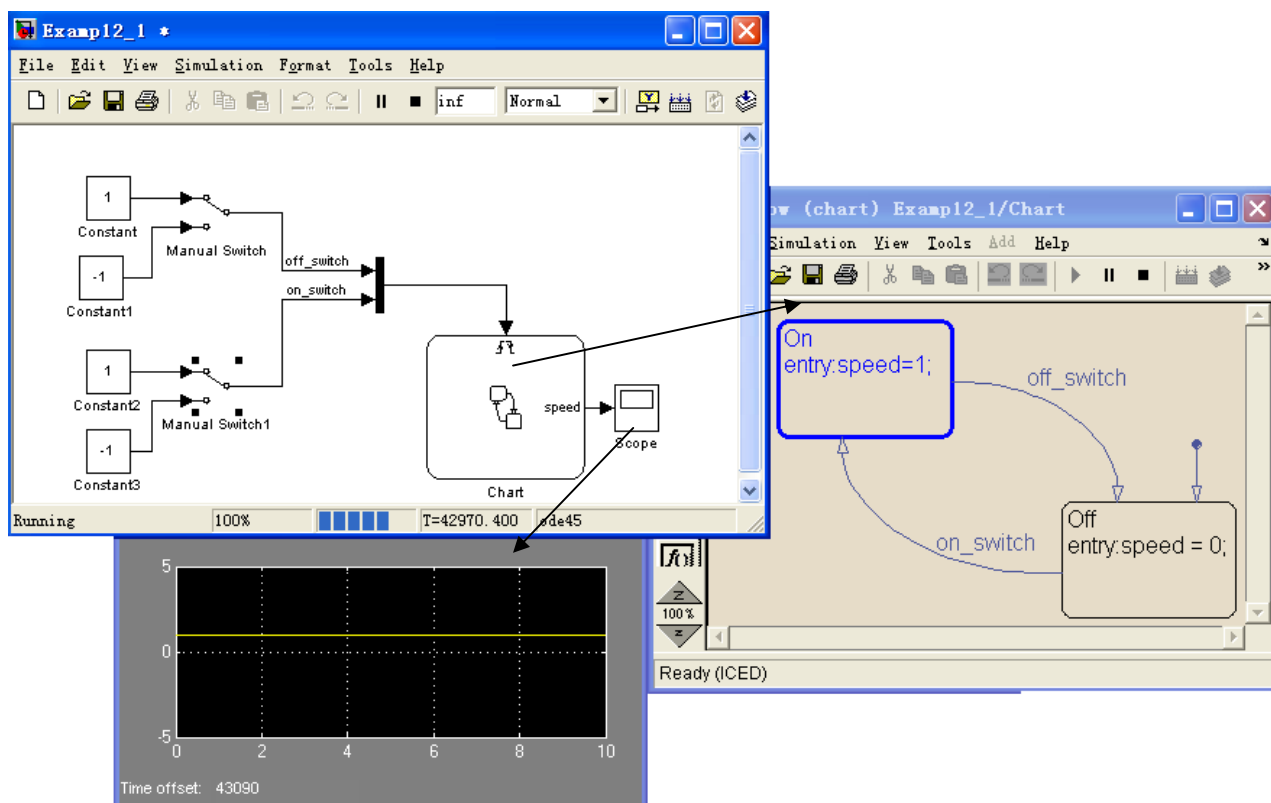 Examp12_1 *
File Edit View Simulation Format Tools Help
inf Normal
1
Constant
-1
Constant1
Manual Switch
off_switch
on_switch
1
Constant2
-1
Constant3
Manual Switch1
speed
Chart
Scope
Running 100% T=42970.400 ode45
(chart) Examp12_1/Chart
Simulation View Tools Add Help
On
entry:speed=1;
off_switch
on_switch
Off
entry:speed = 0;
f()
Z
100%
Z
Ready (ICED)
5
0
-5
0 2 4 6 8 10
Time offset: 43090